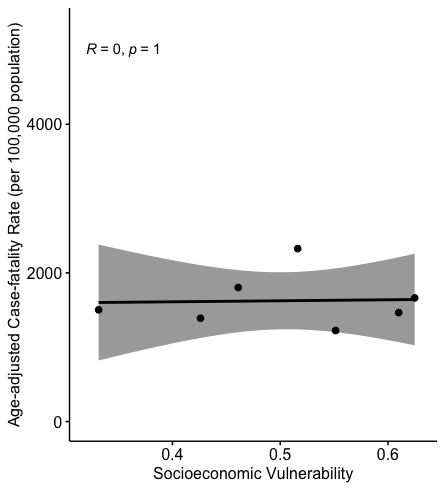 R = 0, p = 1
Age-adjusted Case-fatality Rate (per 100,000 population)
4000
2000
0
0.4 0.5 0.6
Socioeconomic Vulnerability